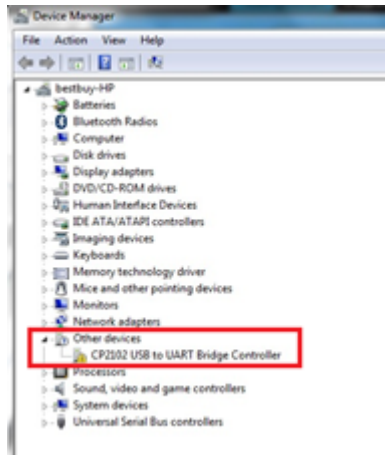 Device Manager
File Action View Help
bestbuy-HP
Batteries
Bluetooth Radios
Computer
Disk drives
Display adapters
DVD/CD-ROM drives
Human Interface Devices
IDE ATA/ATAPI controllers
Imaging devices
Keyboards
Memory technology driver
Mice and other pointing devices
Monitors
Network adapters
Other devices
CP2102 USB to UART Bridge Controller
Processors
Sound, video and game controllers
System devices
Universal Serial Bus controllers